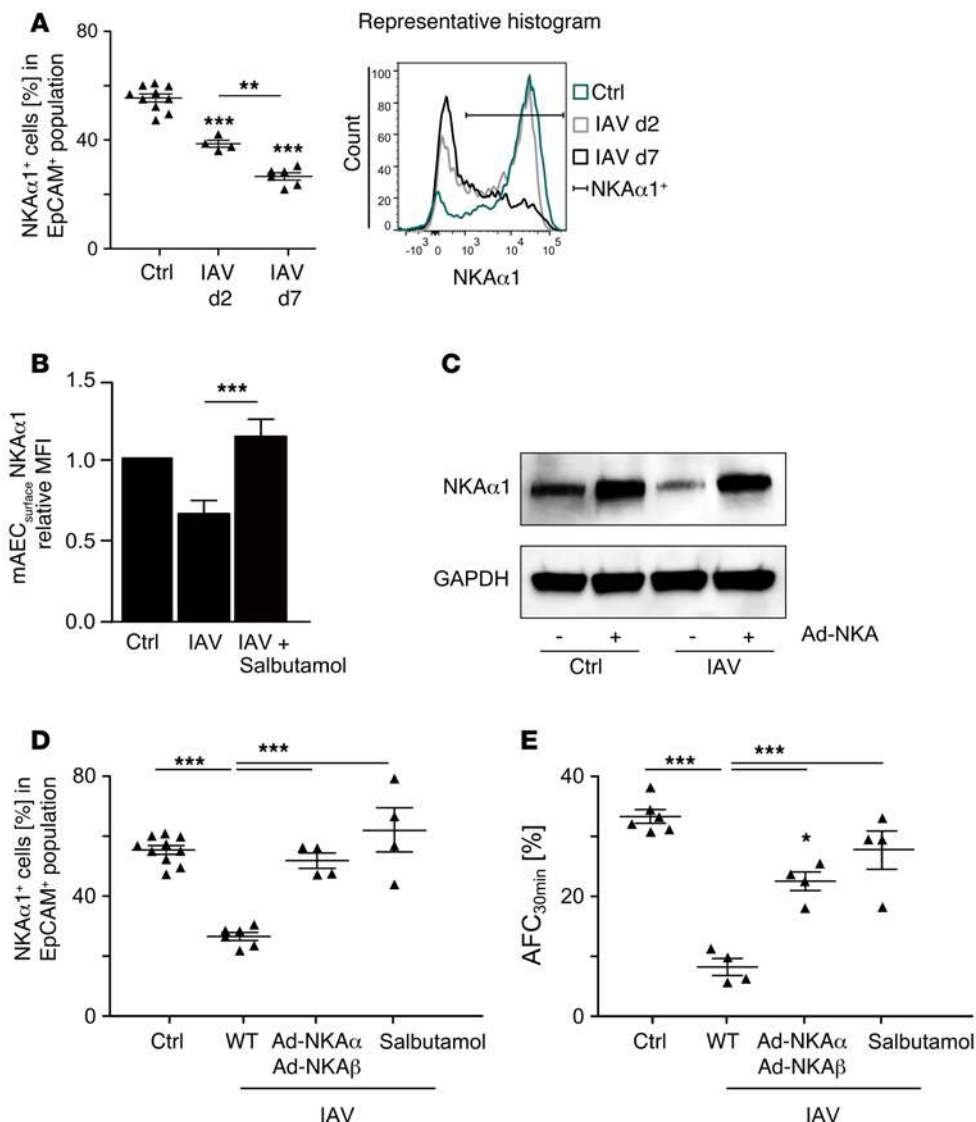 A
Representative histogram
NKAα1⁺ cells [%] in
EpCAM⁺ population
80
60
40
20
0
**
***
***
Ctrl
IAV
d2
IAV
d7
Count
100
80
60
40
20
0
-10³
0
10³
10⁴
10⁵
NKAα1
Ctrl
IAV d2
IAV d7
NKAα1⁺
B
mAEC surface NKAα1
relative MFI
1.5
1.0
0.5
0.0
***
Ctrl
IAV
IAV +
Salbutamol
C
NKAα1
GAPDH
- + - + Ad-NKA
Ctrl IAV
D
NKAα1⁺ cells [%] in
EpCAM⁺ population
80
40
0
***
***
Ctrl
WT
Ad-NKAα
Ad-NKAβ
Salbutamol
IAV
E
AFC30min [%]
40
20
0
***
***
*
Ctrl
WT
Ad-NKAα
Ad-NKAβ
Salbutamol
IAV